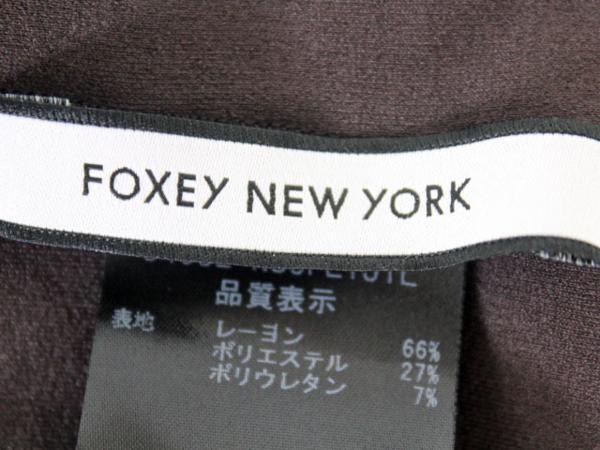 FOXEY NEW YORK
品質表示
表地 レーヨン 66%
ポリエステル 27%
ポリウレタン 7%